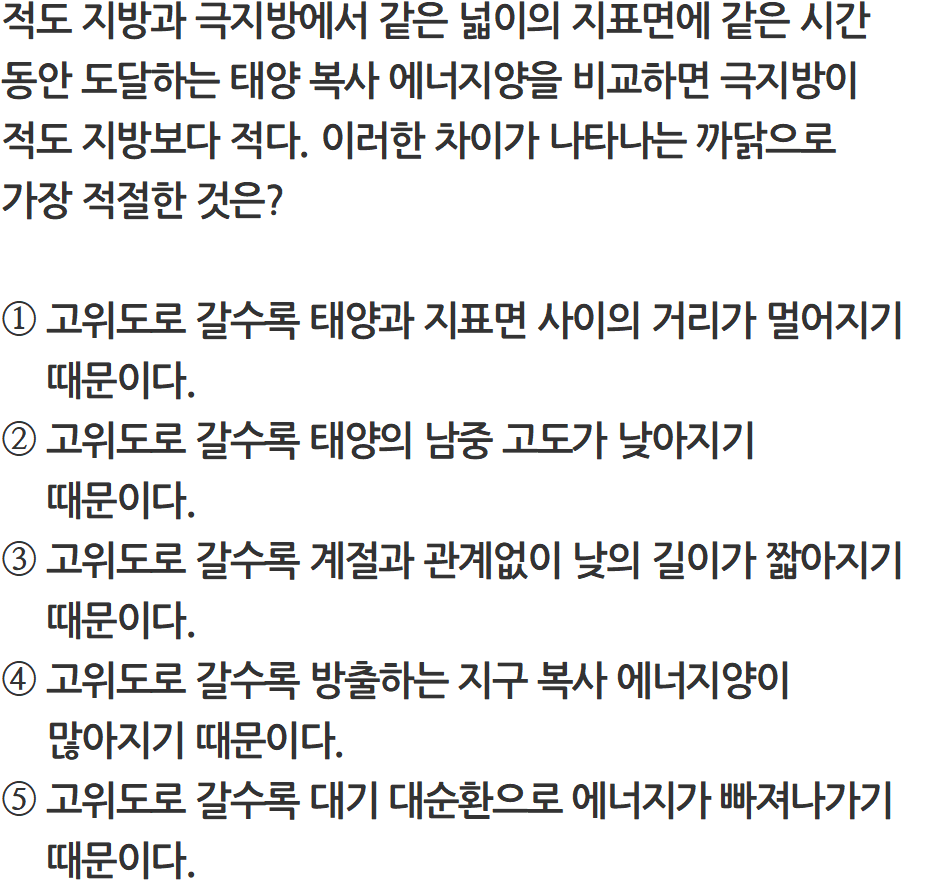 적도 지방과 극지방에서 같은 넓이의 지표면에 같은 시간
동안 도달하는 태양 복사 에너지양을 비교하면 극지방이
적도 지방보다 적다. 이러한 차이가 나타나는 까닭으로
가장 적절한 것은?
① 고위도로 갈수록 태양과 지표면 사이의 거리가 멀어지기
때문이다.
② 고위도로 갈수록 태양의 남중 고도가 낮아지기
때문이다.
③ 고위도로 갈수록 계절과 관계없이 낮의 길이가 짧아지기
때문이다.
④ 고위도로 갈수록 방출하는 지구 복사 에너지양이
많아지기 때문이다.
⑤ 고위도로 갈수록 대기 대순환으로 에너지가 빠져나가기
때문이다.